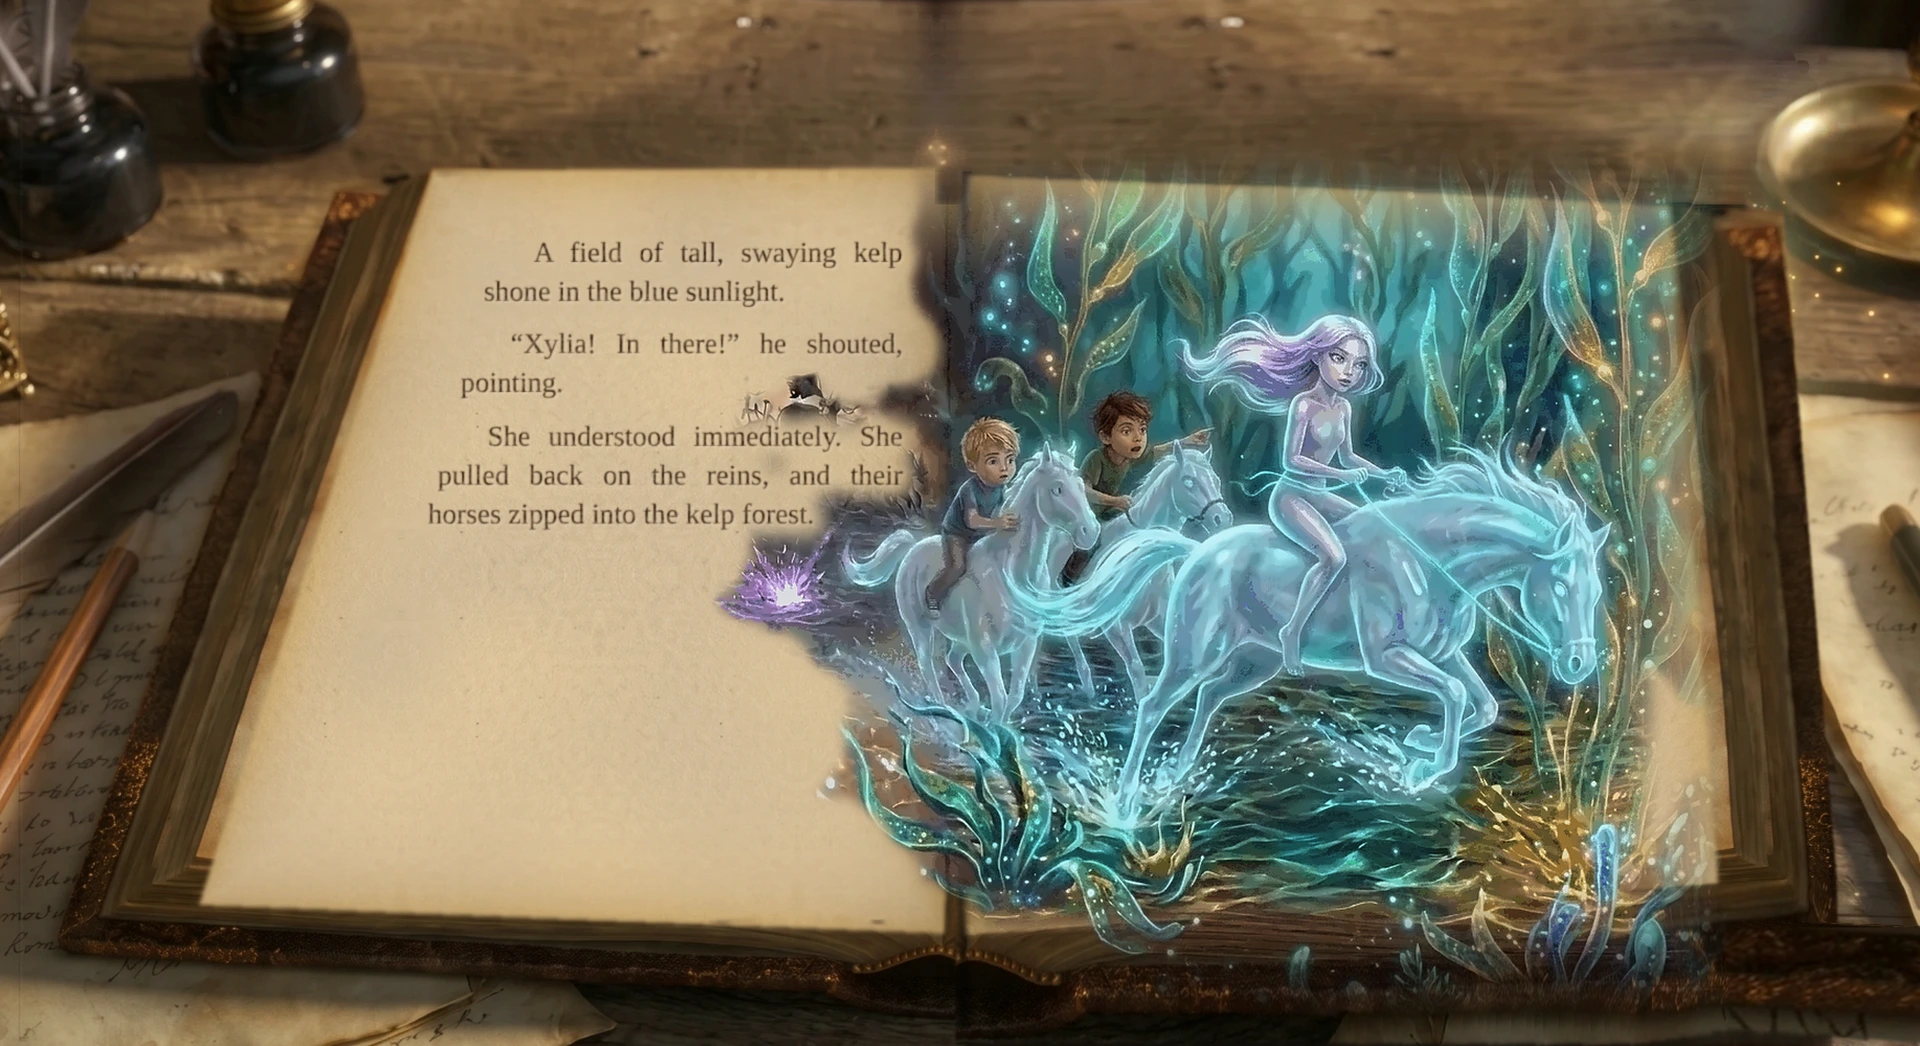 A field of tall, swaying kelp
shone in the blue sunlight.
“Xylia! In there!” he shouted,
pointing.
She understood immediately. She
pulled back on the reins, and their
horses zipped into the kelp forest.